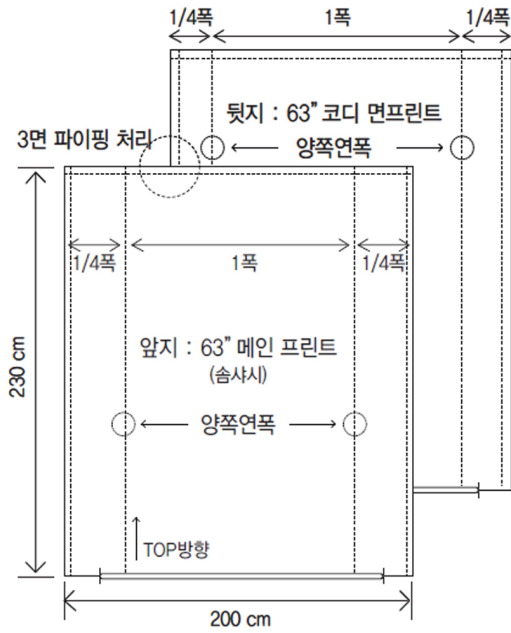 1/4폭 1폭 1/4폭
뒷지 : 63" 코디 면프린트
3면 파이핑 처리
양쪽연폭
1/4폭 1폭 1/4폭
앞지 : 63" 메인 프린트
(솜샤시)
230 cm
양쪽연폭
TOP방향
200 cm